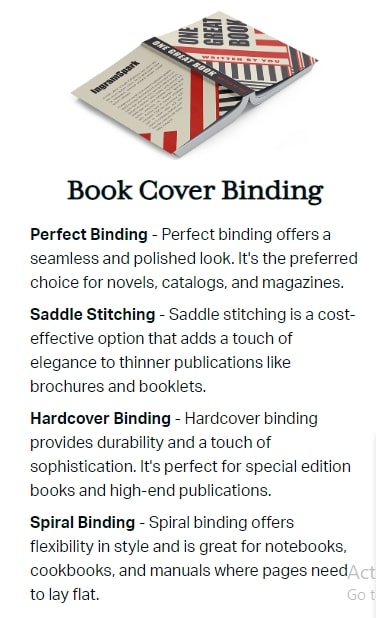 ONE GREAT BOOK
WRITTEN BY YOU
ONE GREAT BOOK
IngramSpark
Book Cover Binding
Perfect Binding - Perfect binding offers a
seamless and polished look. It's the preferred
choice for novels, catalogs, and magazines.
Saddle Stitching - Saddle stitching is a cost-
effective option that adds a touch of
elegance to thinner publications like
brochures and booklets.
Hardcover Binding - Hardcover binding
provides durability and a touch of
sophistication. It's perfect for special edition
books and high-end publications.
Spiral Binding - Spiral binding offers
flexibility in style and is great for notebooks,
cookbooks, and manuals where pages need
to lay flat.
Act
Go t